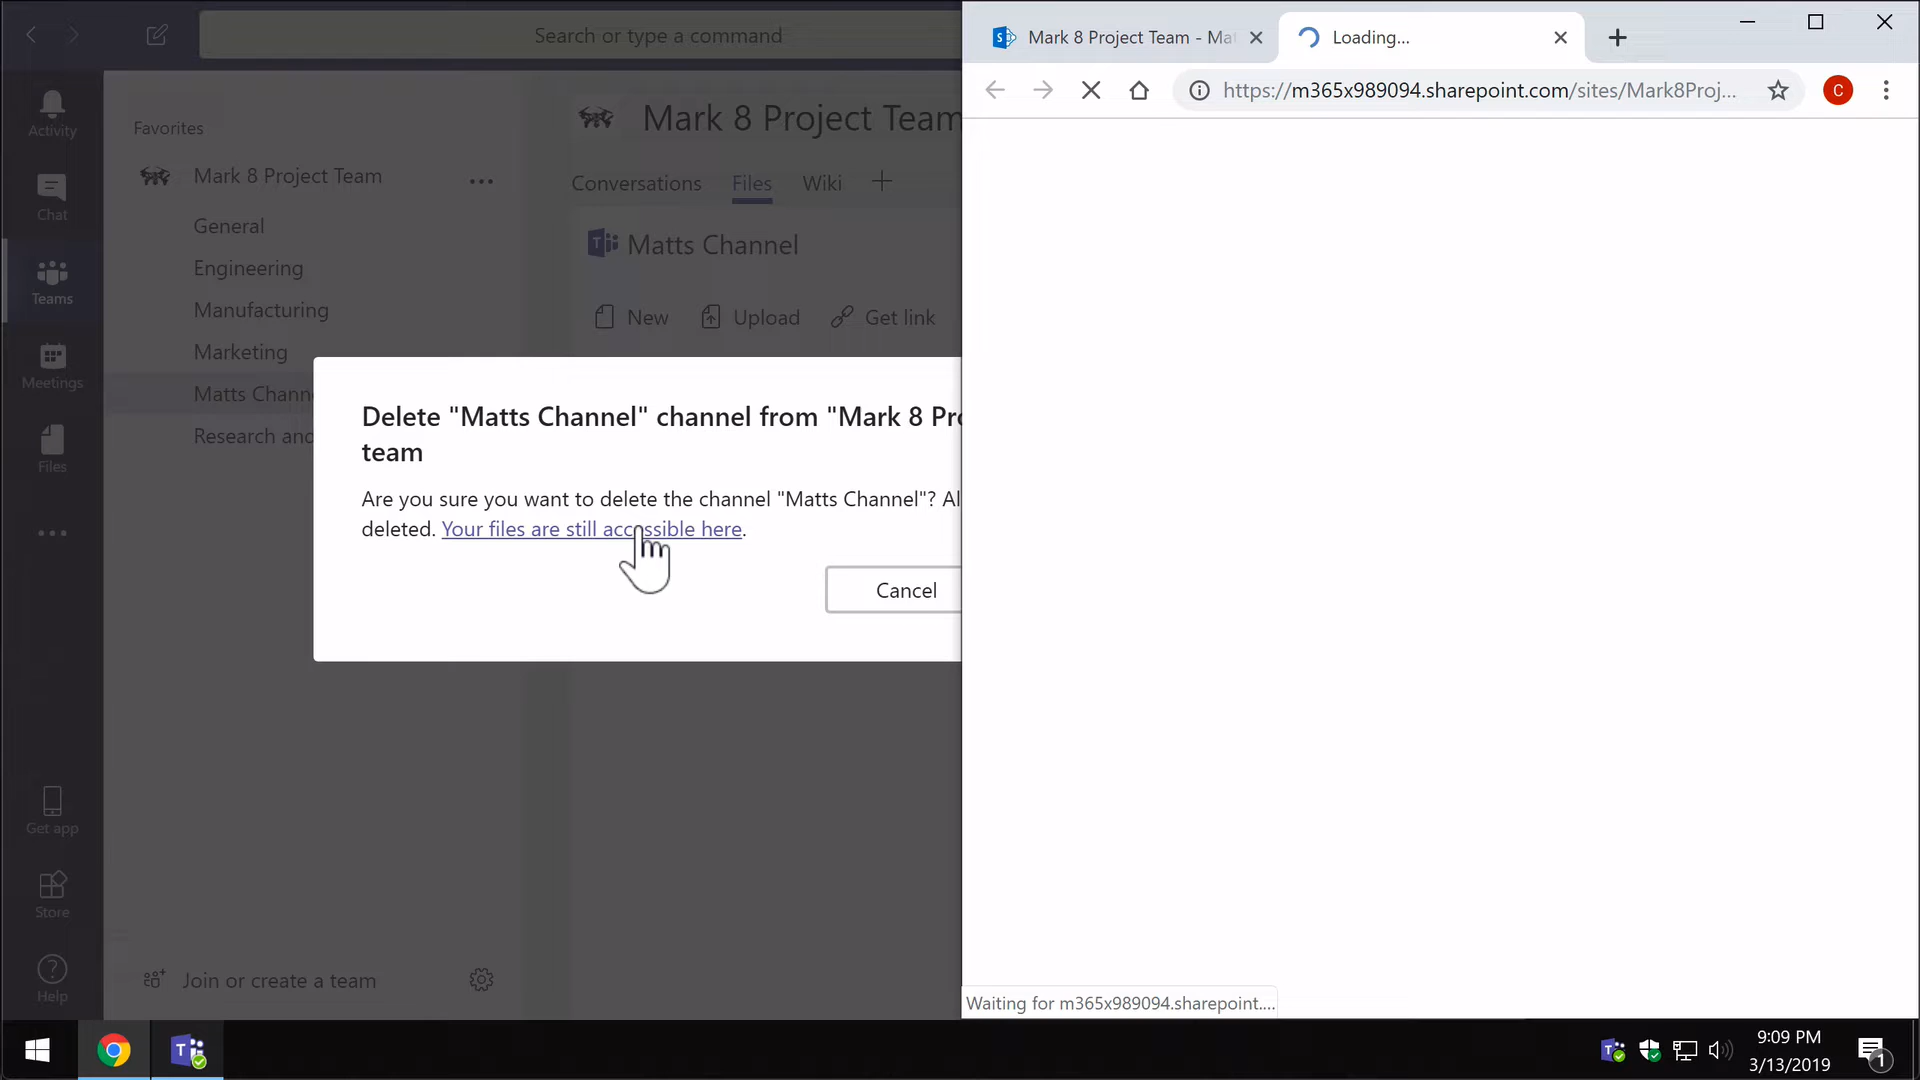 Search or type a command
Activity
Chat
Teams
Meetings
Files
Get app
Store
Help
Favorites
Mark 8 Project Team
General
Engineering
Manufacturing
Marketing
Matts Chann
Research and
Join or create a team
Mark 8 Project Team
Conversations Files Wiki
Matts Channel
New Upload Get link
Delete "Matts Channel" channel from "Mark 8 Pro
team
Are you sure you want to delete the channel "Matts Channel"? Al
deleted. Your files are still accessible here.
Cancel
Mark 8 Project Team - Mat
Loading...
https://m365x989094.sharepoint.com/sites/Mark8Proj...
C
Waiting for m365x989094.sharepoint....
9:09 PM
3/13/2019
1